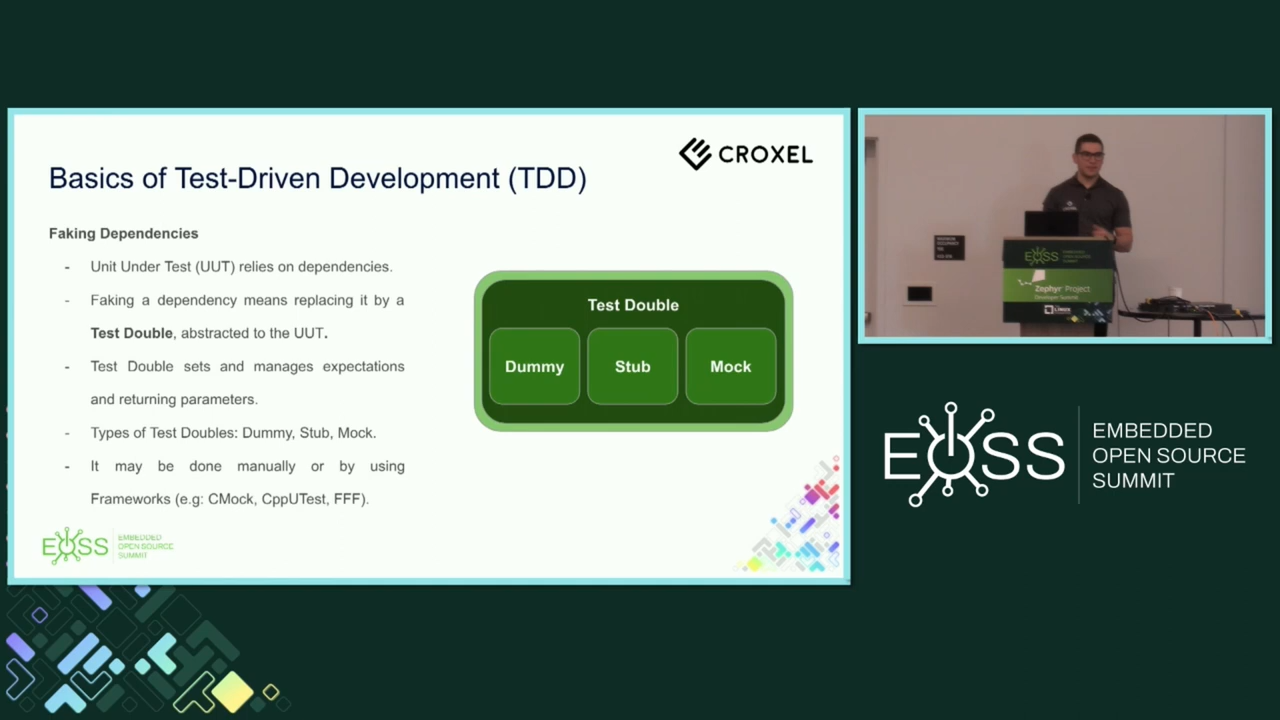 CROXEL
Basics of Test-Driven Development (TDD)
Faking Dependencies
- Unit Under Test (UUT) relies on dependencies.
- Faking a dependency means replacing it by a
Test Double, abstracted to the UUT.
- Test Double sets and manages expectations
and returning parameters.
- Types of Test Doubles: Dummy, Stub, Mock.
- It may be done manually or by using
Frameworks (e.g: CMock, CppUTest, FFF).
Test Double
Dummy
Stub
Mock
EOSS
EMBEDDED
OPEN SOURCE
SUMMIT
EOSS
Zephyr Project
Developer Summit
EOSS
EMBEDDED
OPEN SOURCE
SUMMIT